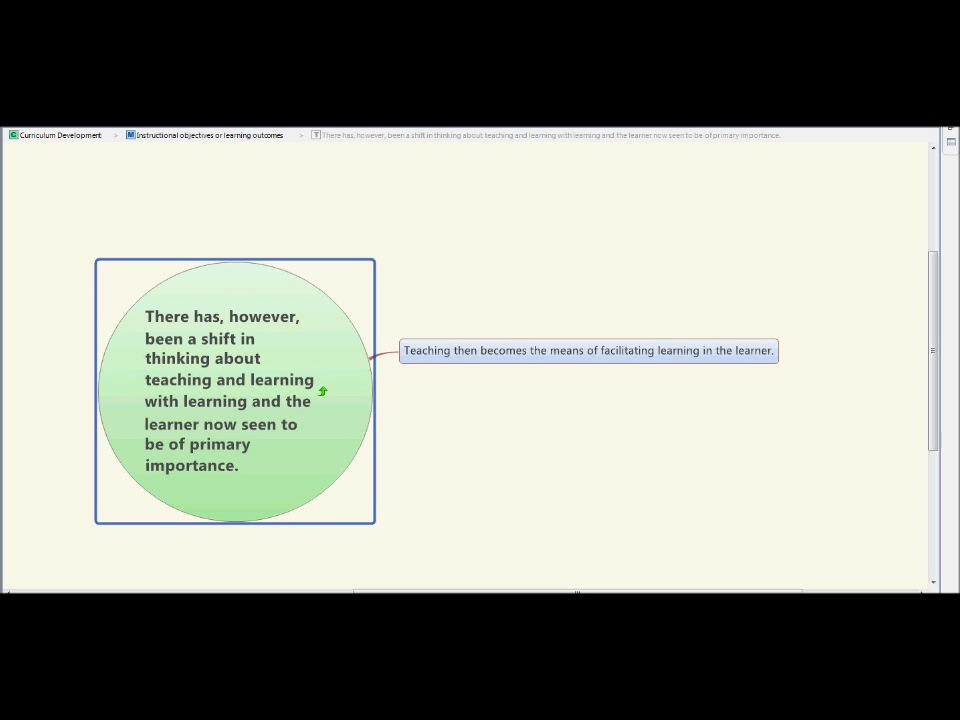 Curriculum Development > Instructional objectives or learning outcomes > There has, however, been a shift in thinking about teaching and learning with learning and the learner now seen to be of primary importance.
There has, however,
been a shift in
thinking about
teaching and learning
with learning and the
learner now seen to
be of primary
importance.
Teaching then becomes the means of facilitating learning in the learner.